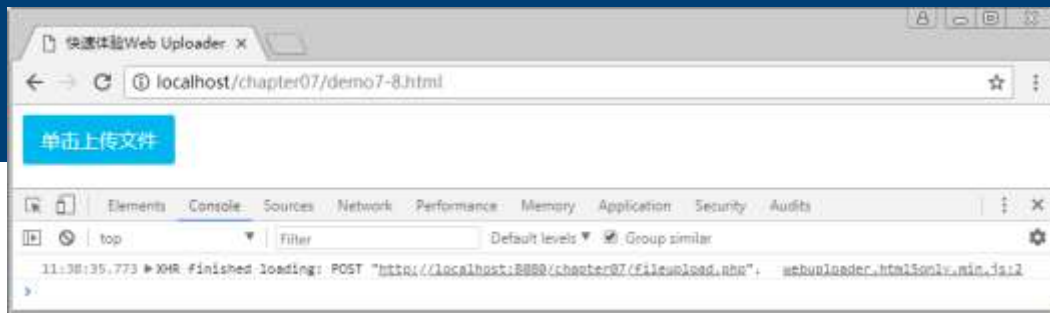 快速体验Web Uploader
localhost/chapter07/demo7-8.html
单击上传文件
Elements Console Sources Network Performance Memory Application Security Audits
top Filter Default levels Group similar
11:38:35.773 XHR finished loading: POST "http://localhost:8080/chapter07/fileupload.php". webuploader.html5only.min.js:2